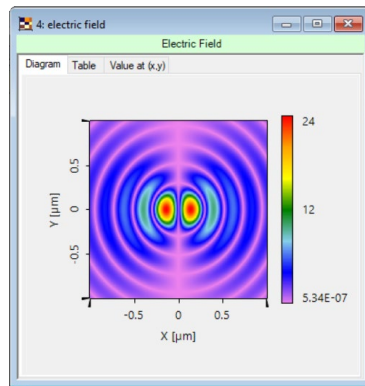 4: electric field
Electric Field
Diagram Table Value at (x,y)
24
12
5.34E-07
0.5
0
-0.5
Y [µm]
-0.5 0 0.5
X [µm]